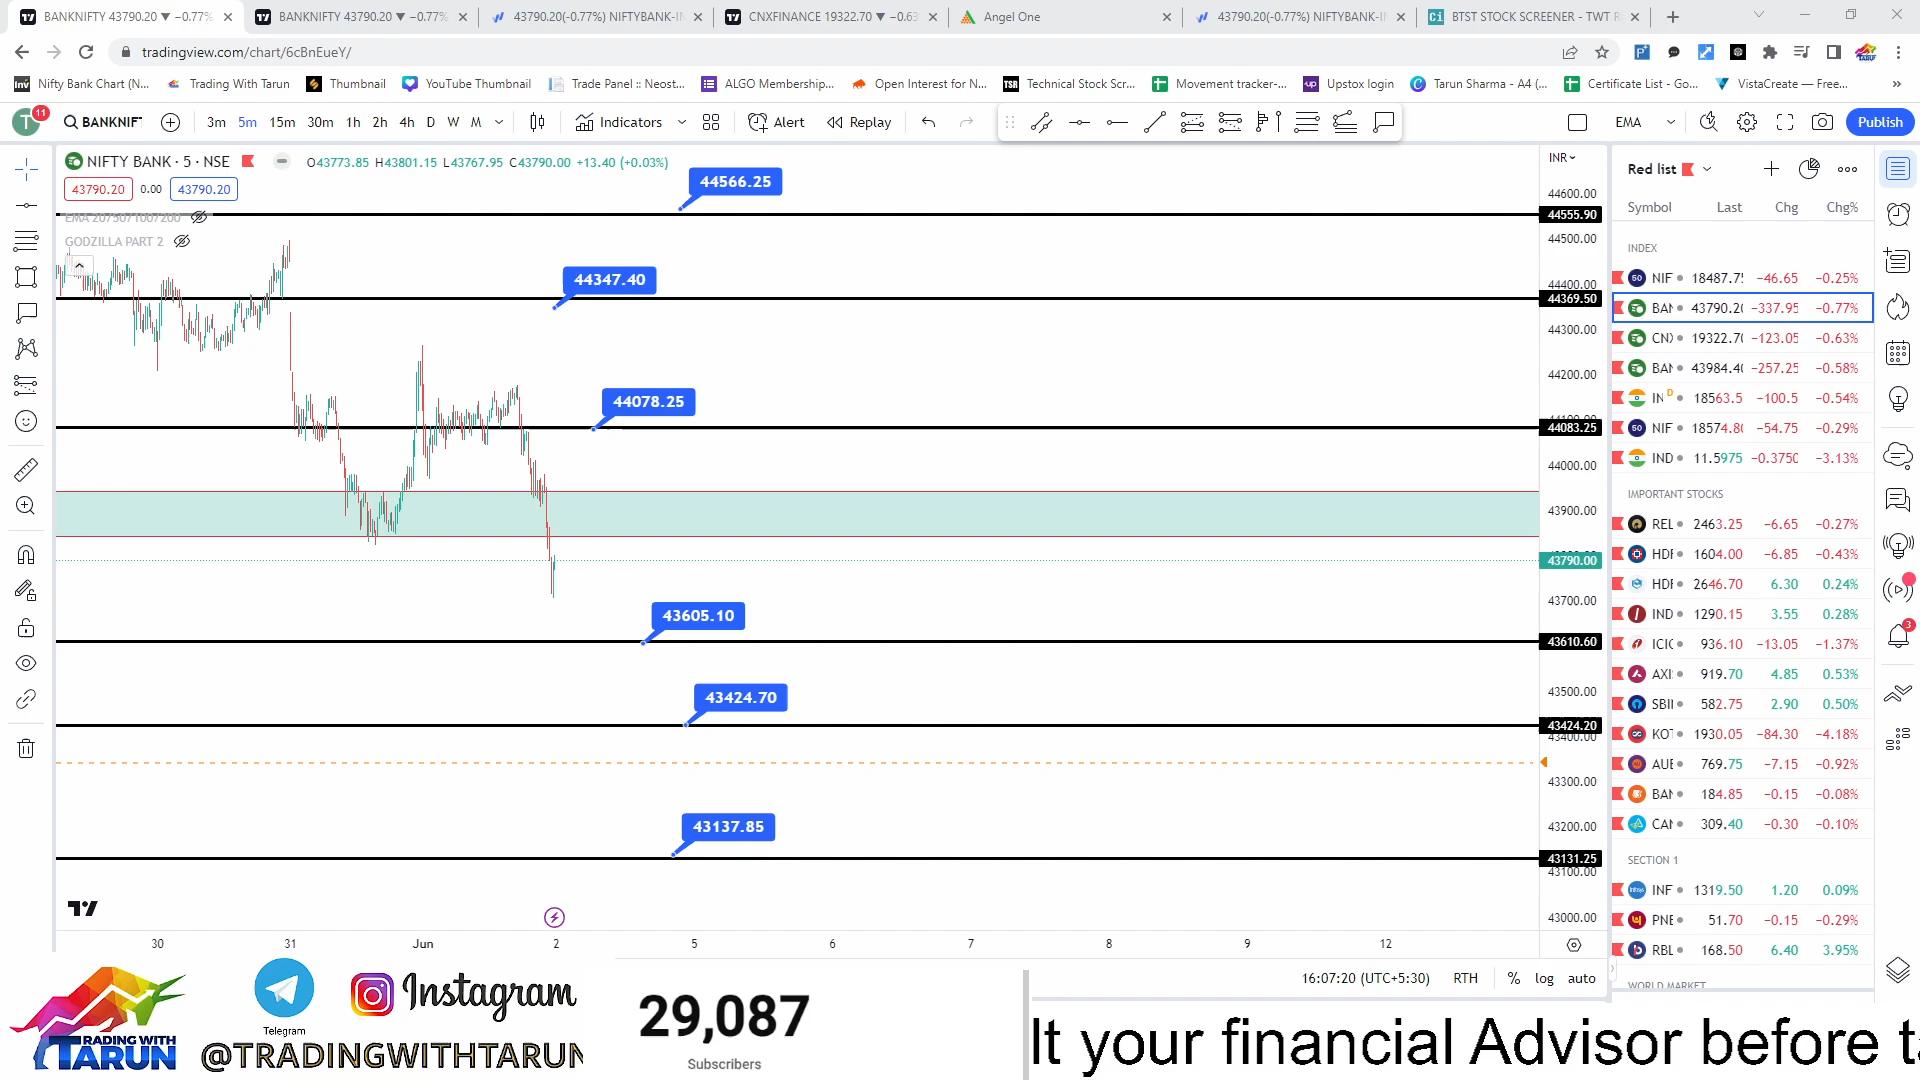 BANKNIFTY 43790.20 ▼ −0.77%
BANKNIFTY 43790.20 ▼ −0.77%
43790.20(-0.77%) NIFTYBANK-I
CNXFINANCE 19322.70 ▼ −0.63
Angel One
43790.20(-0.77%) NIFTYBANK-I
BTST STOCK SCREENER - TWT
tradingview.com/chart/6cBnEueY/
Nifty Bank Chart (N...
Trading With Tarun
Thumbnail
YouTube Thumbnail
Trade Panel :: Neost...
ALGO Membership...
Open Interest for N...
Technical Stock Scr...
Movement tracker-...
Upstox login
Tarun Sharma - A4 (...
Certificate List - Go...
VistaCreate — Free...
T 11 BANKNIF 3m 5m 15m 30m 1h 2h 4h D W M Indicators Alert Replay EMA Publish
NIFTY BANK · 5 · NSE O43773.85 H43801.15 L43767.95 C43790.00 +13.40 (+0.03%)
43790.20 0.00 43790.20
GODZILLA PART 2
44566.25
44347.40
44078.25
43605.10
43424.70
43137.85
INR
44600.00
44555.90
44500.00
44400.00
44369.50
44300.00
44200.00
44100.00
44083.25
44000.00
43900.00
43790.00
43700.00
43610.60
43500.00
43424.20
43400.00
43300.00
43200.00
43131.25
43100.00
43000.00
30 31 Jun 2 5 6 7 8 9 12
16:07:20 (UTC+5:30) RTH % log auto
Red list
Symbol Last Chg Chg%
INDEX
NIF 18487.7 −46.65 −0.25%
BAN 43790.20 −337.95 −0.77%
CNX 19322.70 −123.05 −0.63%
BAN 43984.40 −257.25 −0.58%
IN D 18563.5 −100.5 −0.54%
NIF 18574.80 −54.75 −0.29%
IND 11.5975 −0.3750 −3.13%
IMPORTANT STOCKS
REL 2463.25 −6.65 −0.27%
HDF 1604.00 −6.85 −0.43%
HDF 2646.70 6.30 0.24%
IND 1290.15 3.55 0.28%
ICIC 936.10 −13.05 −1.37%
AXI 919.70 4.85 0.53%
SBI 582.75 2.90 0.50%
KOT 1930.05 −84.30 −4.18%
AUB 769.75 −7.15 −0.92%
BAN 184.85 −0.15 −0.08%
CAN 309.40 −0.30 −0.10%
SECTION 1
INF 1319.50 1.20 0.09%
PNB 51.70 −0.15 −0.29%
RBL 168.50 6.40 3.95%
WORLD MARKET
3
TRADING WITH
TARUN
Telegram
Instagram
@TRADINGWITHTARUN
29,087
Subscribers
lt your financial Advisor before t